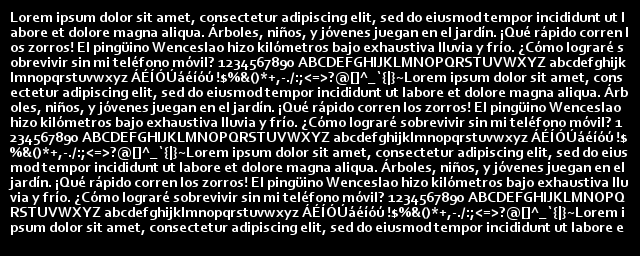 Lorem ipsum dolor sit amet, consectetur adipiscing elit, sed do eiusmod tempor incididunt ut l
abore et dolore magna aliqua. Árboles, niños, y jóvenes juegan en el jardín. ¡Qué rápido corren l
os zorros! El pingüino Wenceslao hizo kilómetros bajo exhaustiva lluvia y frío. ¿Cómo lograré s
obrevivir sin mi teléfono móvil? 1234567890 ABCDEFGHIJKLMNOPQRSTUVWXYZ abcdefghijk
lmnopqrstuvwxyz ÁÉÍÓÚáéíóú !$%&()*+,-./:;<=>?@[]^_`{|}~Lorem ipsum dolor sit amet, cons
ectetur adipiscing elit, sed do eiusmod tempor incididunt ut labore et dolore magna aliqua. Árb
oles, niños, y jóvenes juegan en el jardín. ¡Qué rápido corren los zorros! El pingüino Wenceslao
hizo kilómetros bajo exhaustiva lluvia y frío. ¿Cómo lograré sobrevivir sin mi teléfono móvil? 1
234567890 ABCDEFGHIJKLMNOPQRSTUVWXYZ abcdefghijklmnopqrstuvwxyz ÁÉÍÓÚáéíóú !$
%&()*+,-./:;<=>?@[]^_`{|}~Lorem ipsum dolor sit amet, consectetur adipiscing elit, sed do eius
mod tempor incididunt ut labore et dolore magna aliqua. Árboles, niños, y jóvenes juegan en el
jardín. ¡Qué rápido corren los zorros! El pingüino Wenceslao hizo kilómetros bajo exhaustiva llu
via y frío. ¿Cómo lograré sobrevivir sin mi teléfono móvil? 1234567890 ABCDEFGHIJKLMNOPQ
RSTUVWXYZ abcdefghijklmnopqrstuvwxyz ÁÉÍÓÚáéíóú !$%&()*+,-./:;<=>?@[]^_`{|}~Lorem i
psum dolor sit amet, consectetur adipiscing elit, sed do eiusmod tempor incididunt ut labore e